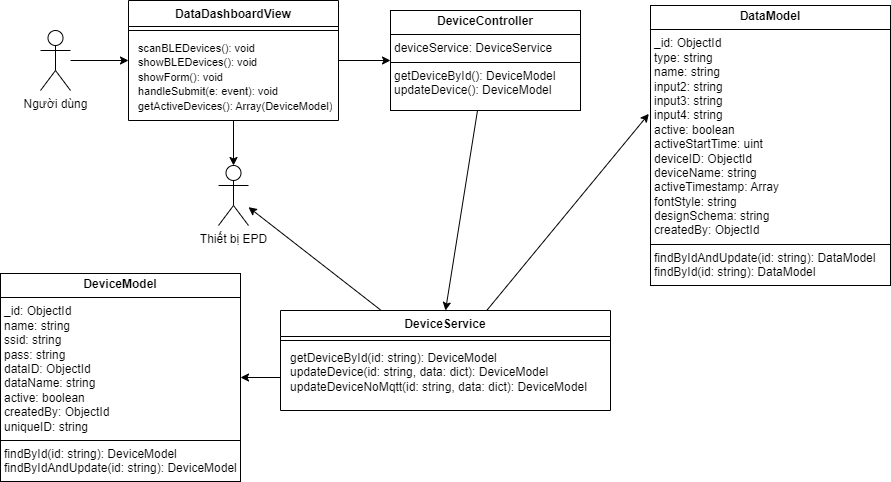 Người dùng
DataDashboardView
scanBLEDevices(): void
showBLEDevices(): void
showForm(): void
handleSubmit(e: event): void
getActiveDevices(): Array(DeviceModel)
DeviceController
deviceService: DeviceService
getDeviceById(): DeviceModel
updateDevice(): DeviceModel
DataModel
_id: ObjectId
type: string
name: string
input2: string
input3: string
input4: string
active: boolean
activeStartTime: uint
deviceID: ObjectId
deviceName: string
activeTimestamp: Array
fontStyle: string
designSchema: string
createdBy: ObjectId
findByIdAndUpdate(id: string): DataModel
findById(id: string): DataModel
Thiết bị EPD
DeviceModel
_id: ObjectId
name: string
ssid: string
pass: string
dataID: ObjectId
dataName: string
active: boolean
createdBy: ObjectId
uniqueID: string
findById(id: string): DeviceModel
findByIdAndUpdate(id: string): DeviceModel
DeviceService
getDeviceById(id: string): DeviceModel
updateDevice(id: string, data: dict): DeviceModel
updateDeviceNoMqtt(id: string, data: dict): DeviceModel